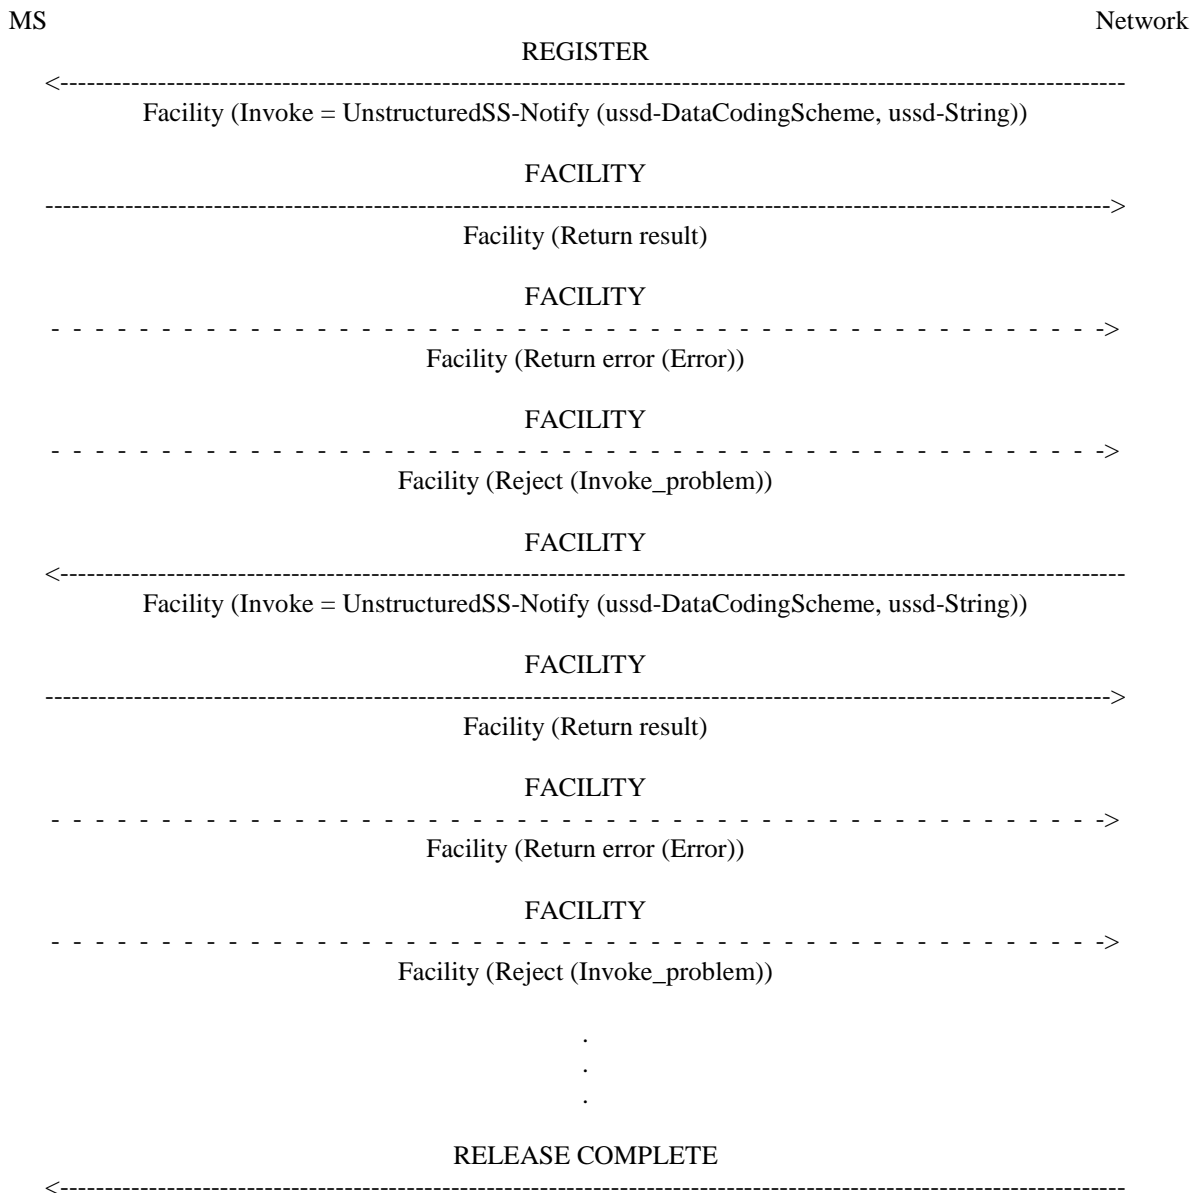 MS Network
REGISTER
<------------------------------------------------------------------------------------------------------------------------
Facility (Invoke = UnstructuredSS-Notify (ussd-DataCodingScheme, ussd-String))
FACILITY
------------------------------------------------------------------------------------------------------------------------>
Facility (Return result)
FACILITY
- - - - - - - - - - - - - - - - - - - - - - - - - - - - - - - - - - - - - - - - - - - - - - - ->
Facility (Return error (Error))
FACILITY
- - - - - - - - - - - - - - - - - - - - - - - - - - - - - - - - - - - - - - - - - - - - - - - ->
Facility (Reject (Invoke_problem))
FACILITY
<------------------------------------------------------------------------------------------------------------------------
Facility (Invoke = UnstructuredSS-Notify (ussd-DataCodingScheme, ussd-String))
FACILITY
------------------------------------------------------------------------------------------------------------------------>
Facility (Return result)
FACILITY
- - - - - - - - - - - - - - - - - - - - - - - - - - - - - - - - - - - - - - - - - - - - - - - ->
Facility (Return error (Error))
FACILITY
- - - - - - - - - - - - - - - - - - - - - - - - - - - - - - - - - - - - - - - - - - - - - - - ->
Facility (Reject (Invoke_problem))
.
.
.
RELEASE COMPLETE
<------------------------------------------------------------------------------------------------------------------------